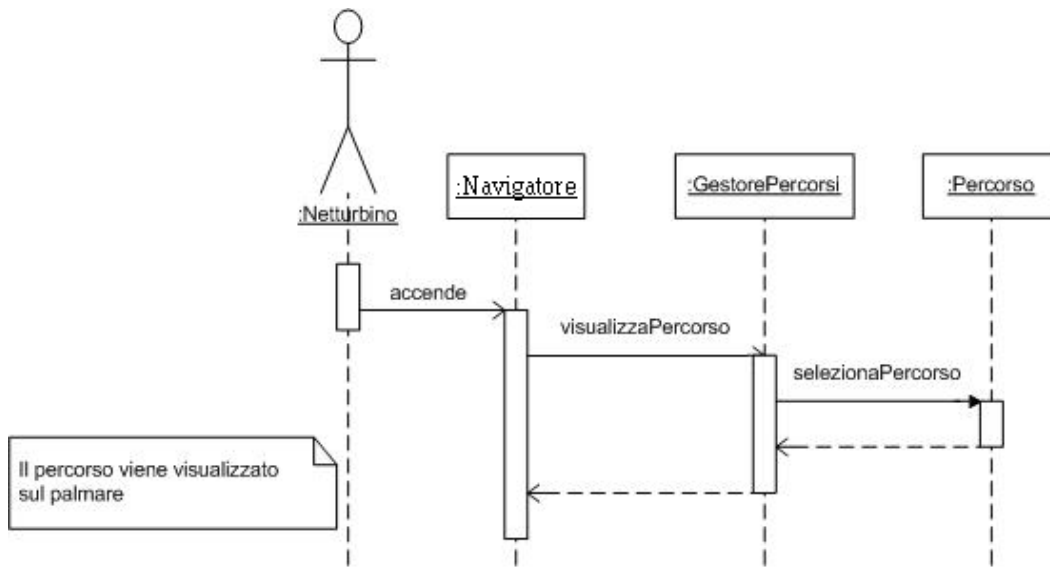 :Netturbino
:Navigatore
:GestorePercorsi
:Percorso
accende
visualizzaPercorso
selezionaPercorso
Il percorso viene visualizzato
sul palmare